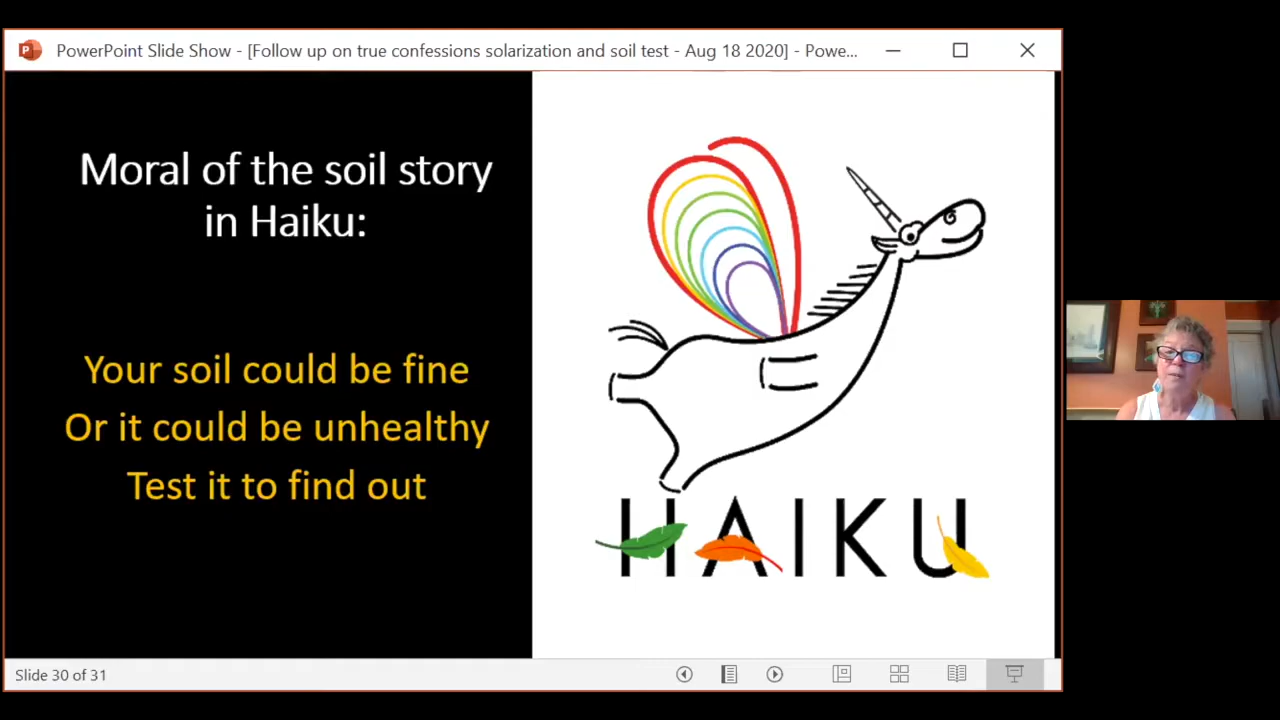 PowerPoint Slide Show - [Follow up on true confessions solarization and soil test - Aug 18 2020] - Powe...
Moral of the soil story
in Haiku:
Your soil could be fine
Or it could be unhealthy
Test it to find out
HAIKU
Slide 30 of 31